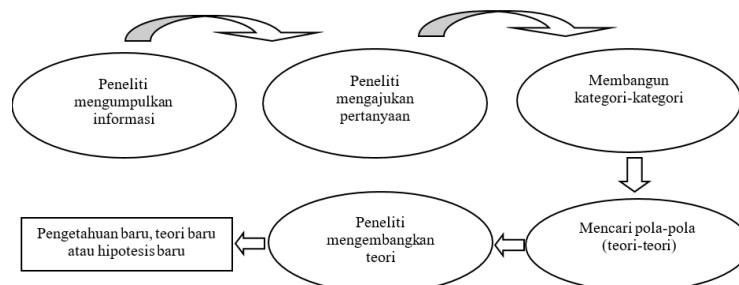 Peneliti
mengumpulkan
informasi
Peneliti
mengajukan
pertanyaan
Membangun
kategori-kategori
Mencari pola-pola
(teori-teori)
Peneliti
mengembangkan
teori
Pengetahuan baru, teori baru
atau hipotesis baru